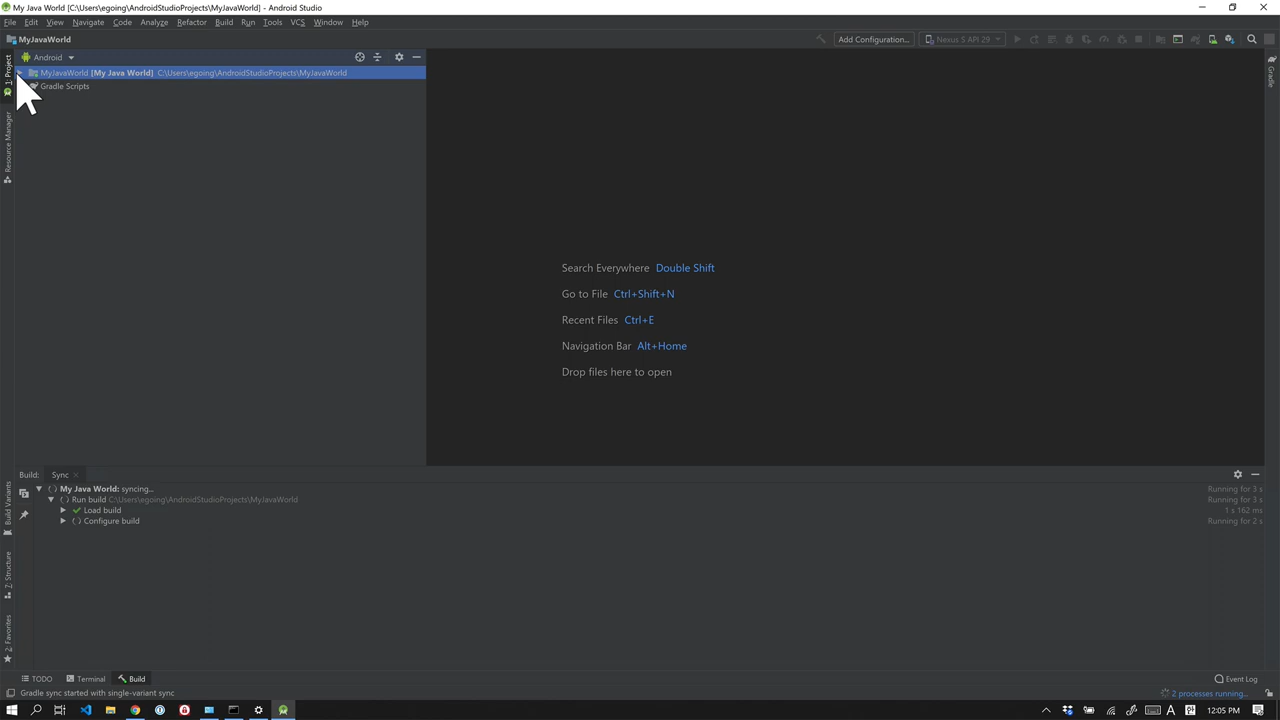 My Java World [C:\Users\egoing\AndroidStudioProjects\MyJavaWorld] - Android Studio
File Edit View Navigate Code Analyze Refactor Build Run Tools VCS Window Help
MyJavaWorld
Add Configuration...
Nexus 5 API 29
1: Project
Android
MyJavaWorld [My Java World] C:\Users\egoing\AndroidStudioProjects\MyJavaWorld
Gradle Scripts
Gradle
Resource Manager
Search Everywhere Double Shift
Go to File Ctrl+Shift+N
Recent Files Ctrl+E
Navigation Bar Alt+Home
Drop files here to open
Build: Sync
My Java World: syncing... Running for 3 s
Run build C:\Users\egoing\AndroidStudioProjects\MyJavaWorld Running for 3 s
Load build 1 s 162 ms
Configure build Running for 2 s
Build Variants
7: Structure
2: Favorites
TODO Terminal Build Event Log
Gradle sync started with single-variant sync 2 processes running...
A 12:05 PM